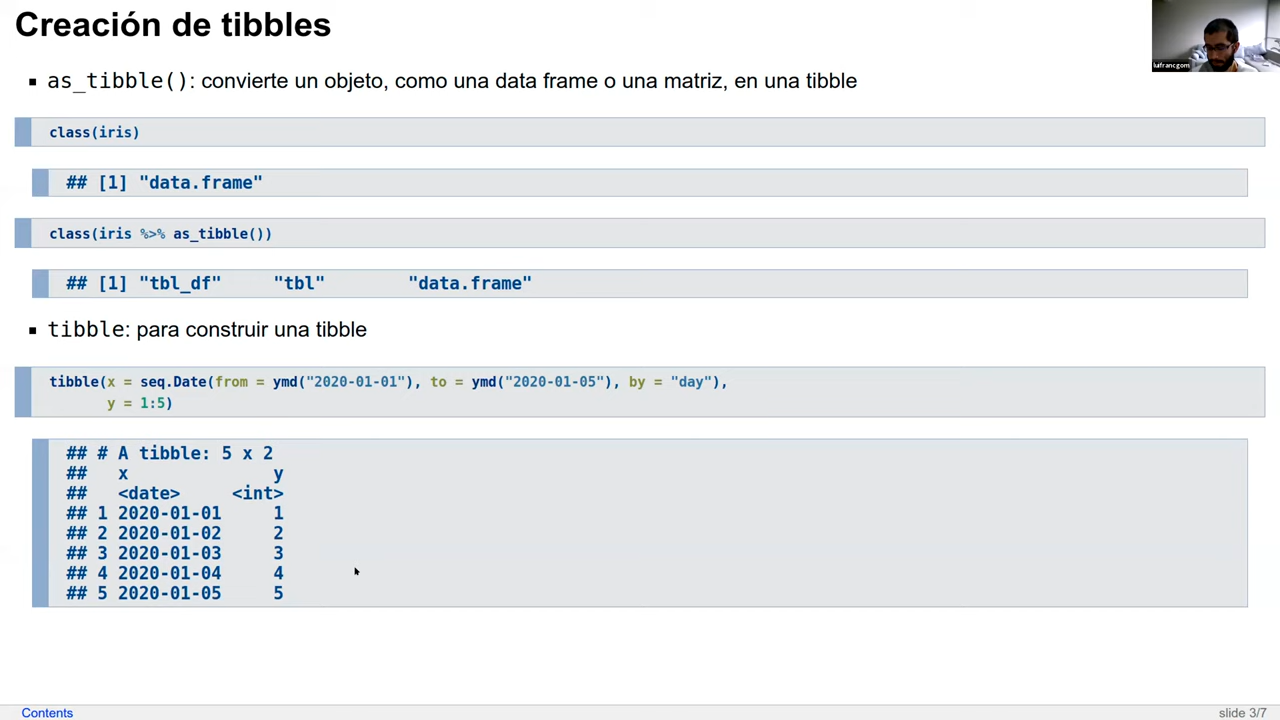 Creación de tibbles
luifrancgom
▪ as_tibble(): convierte un objeto, como una data frame o una matriz, en una tibble
class(iris)
## [1] "data.frame"
class(iris %>% as_tibble())
## [1] "tbl_df"     "tbl"        "data.frame"
▪ tibble: para construir una tibble
tibble(x = seq.Date(from = ymd("2020-01-01"), to = ymd("2020-01-05"), by = "day"),
       y = 1:5)
## # A tibble: 5 x 2
##   x              y
##   <date>     <int>
## 1 2020-01-01     1
## 2 2020-01-02     2
## 3 2020-01-03     3
## 4 2020-01-04     4
## 5 2020-01-05     5
Contents
slide 3/7